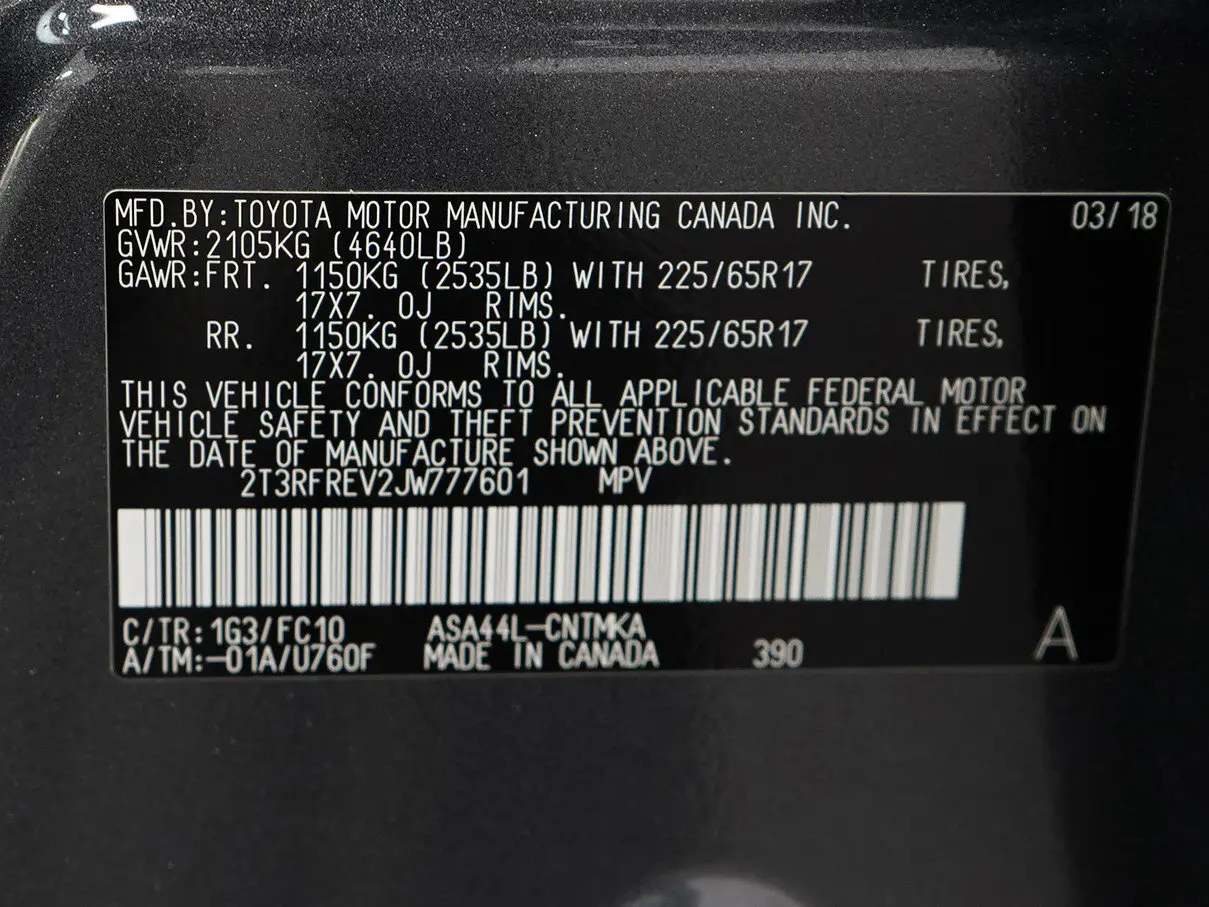 MFD.BY:TOYOTA MOTOR MANUFACTURING CANADA INC. 03/18
GVWR:2105KG (4640LB)
GAWR:FRT. 1150KG (2535LB) WITH 225/65R17 TIRES,
17X7. 0J RIMS.
RR. 1150KG (2535LB) WITH 225/65R17 TIRES,
17X7. 0J RIMS.
THIS VEHICLE CONFORMS TO ALL APPLICABLE FEDERAL MOTOR
VEHICLE SAFETY AND THEFT PREVENTION STANDARDS IN EFFECT ON
THE DATE OF MANUFACTURE SHOWN ABOVE.
2T3RFREV2JW777601 MPV
C/TR:1G3/FC10 ASA44L-CNTMKA
A/TM:-01A/U760F MADE IN CANADA 390 A